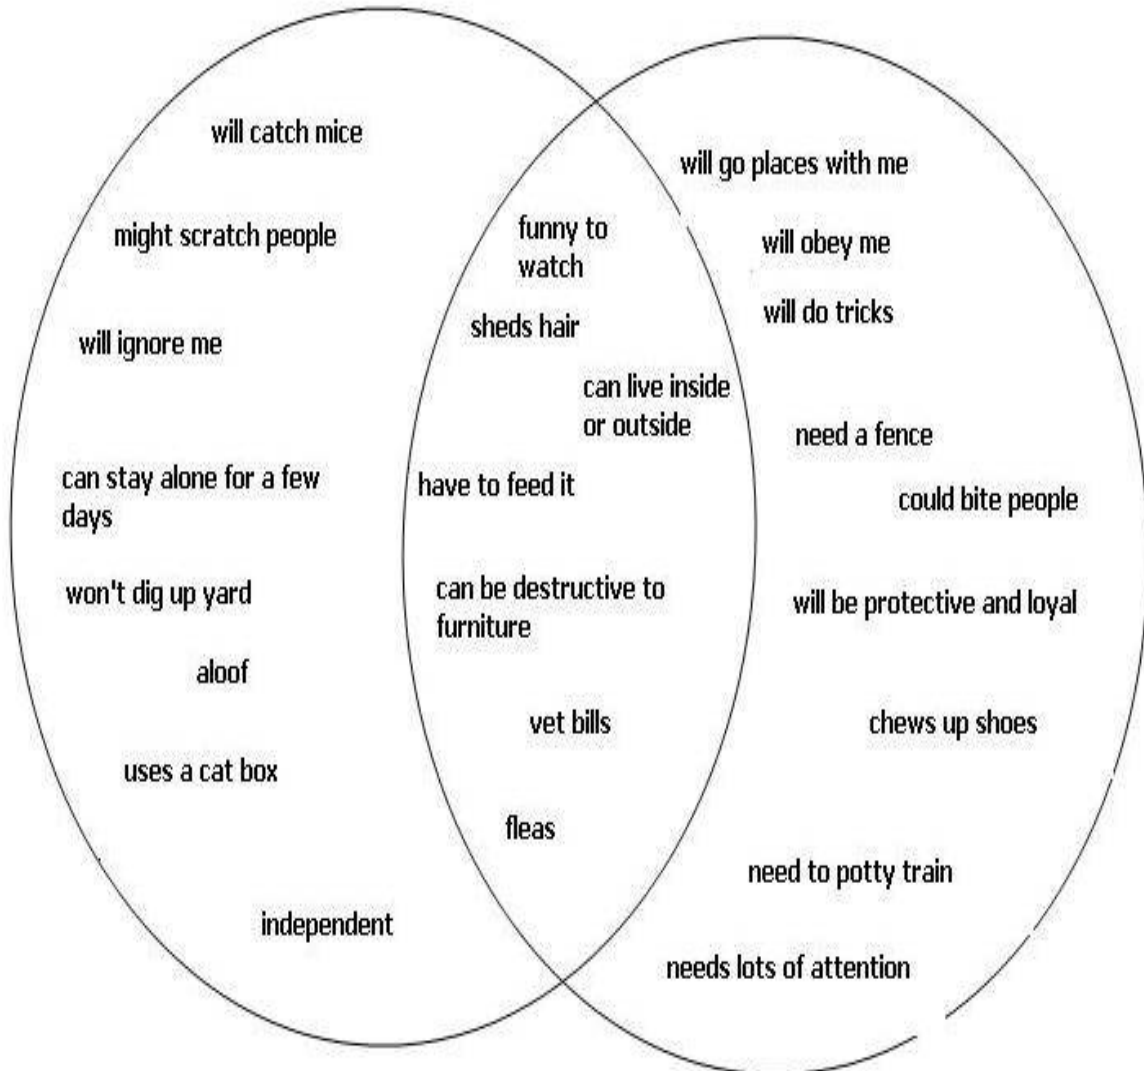 will catch mice
might scratch people
will ignore me
can stay alone for a few
days
won't dig up yard
aloof
uses a cat box
independent
funny to
watch
sheds hair
can live inside
or outside
have to feed it
can be destructive to
furniture
vet bills
fleas
will go places with me
will obey me
will do tricks
need a fence
could bite people
will be protective and loyal
chews up shoes
need to potty train
needs lots of attention